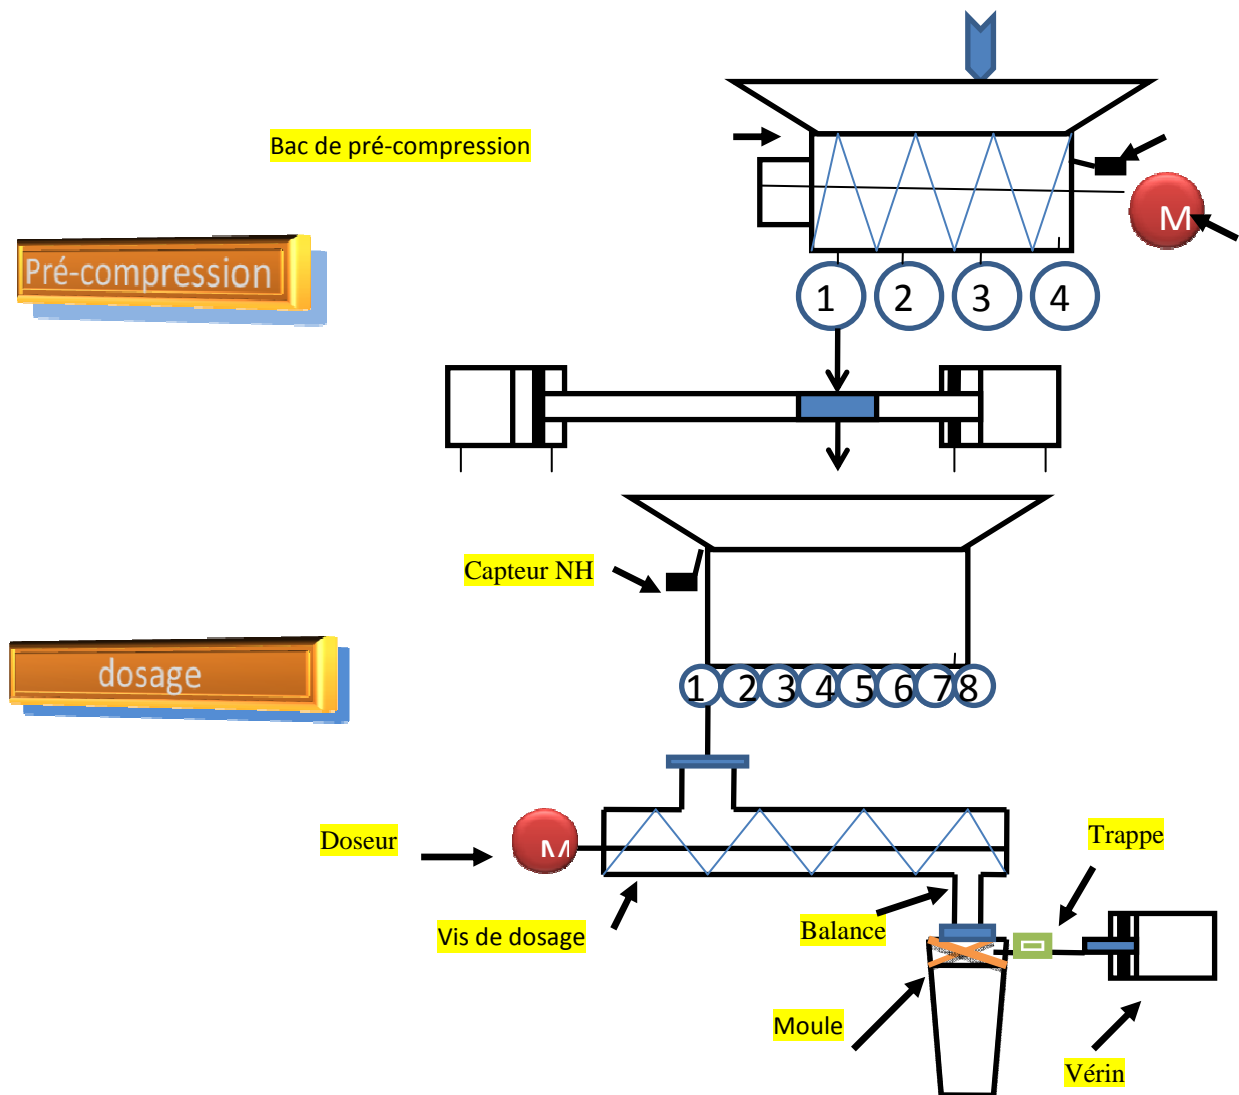 Bac de pré-compression
M
Pré-compression
1 2 3 4
Capteur NH
dosage
1 2 3 4 5 6 7 8
Doseur
M
Trappe
Vis de dosage
Balance
Moule
Vérin